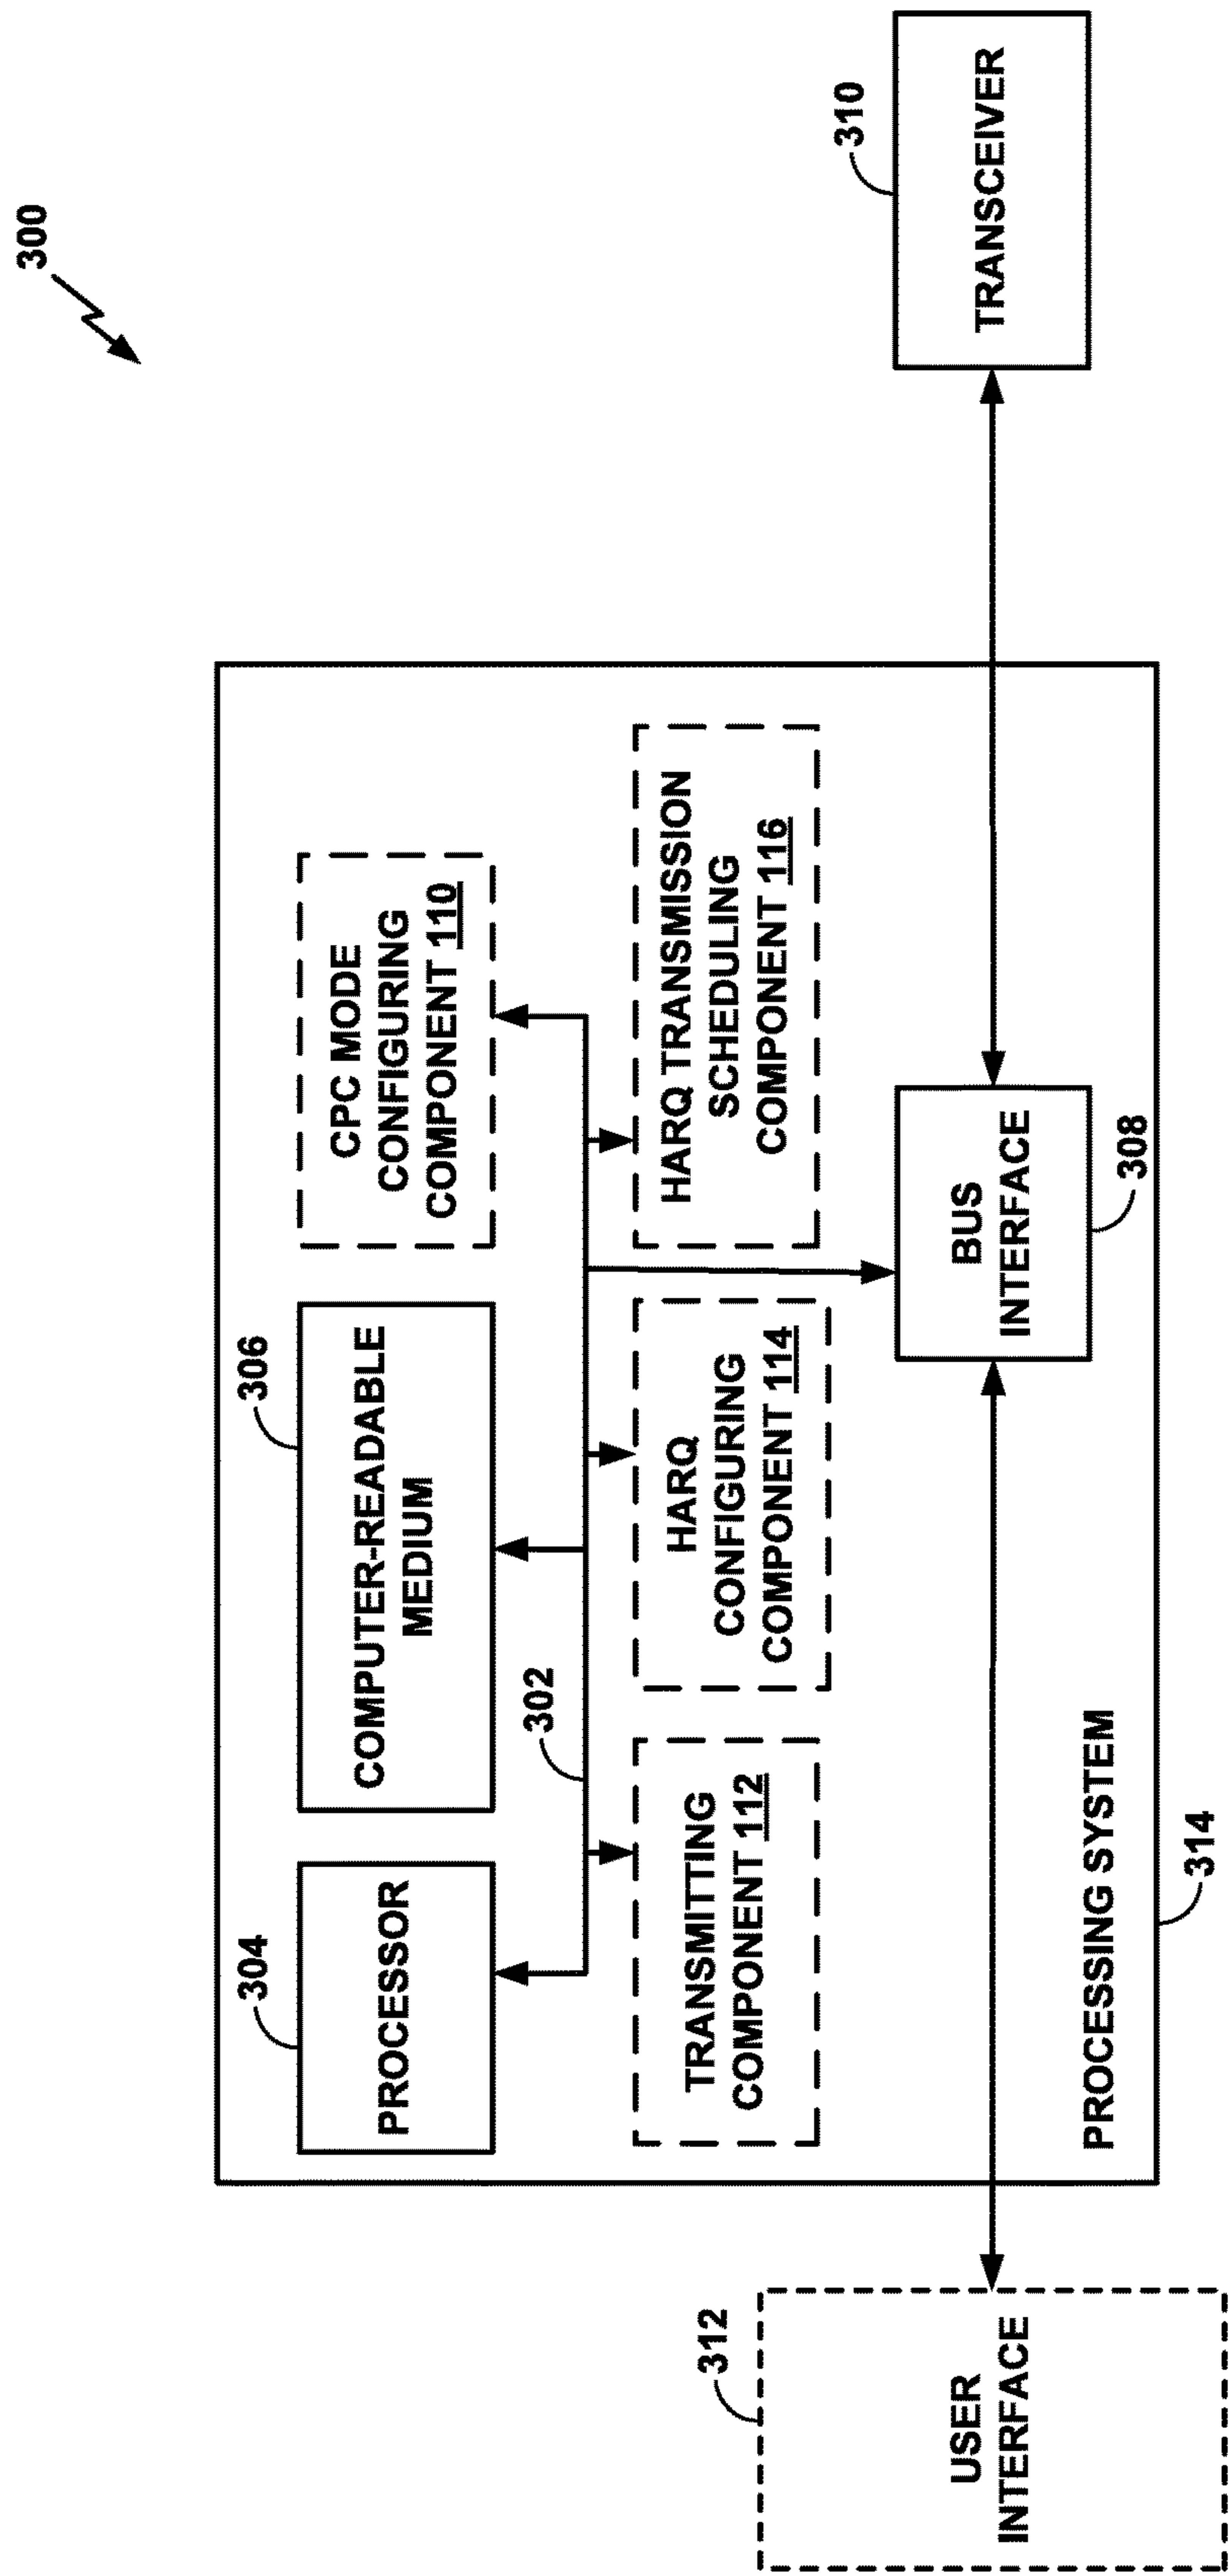 300
304
PROCESSOR
306
COMPUTER-READABLE
MEDIUM
CPC MODE
CONFIGURING
COMPONENT 110
302
TRANSMITTING
COMPONENT 112
HARQ
CONFIGURING
COMPONENT 114
HARQ TRANSMISSION
SCHEDULING
COMPONENT 116
312
USER
INTERFACE
BUS
INTERFACE
308
310
TRANSCEIVER
PROCESSING SYSTEM
314